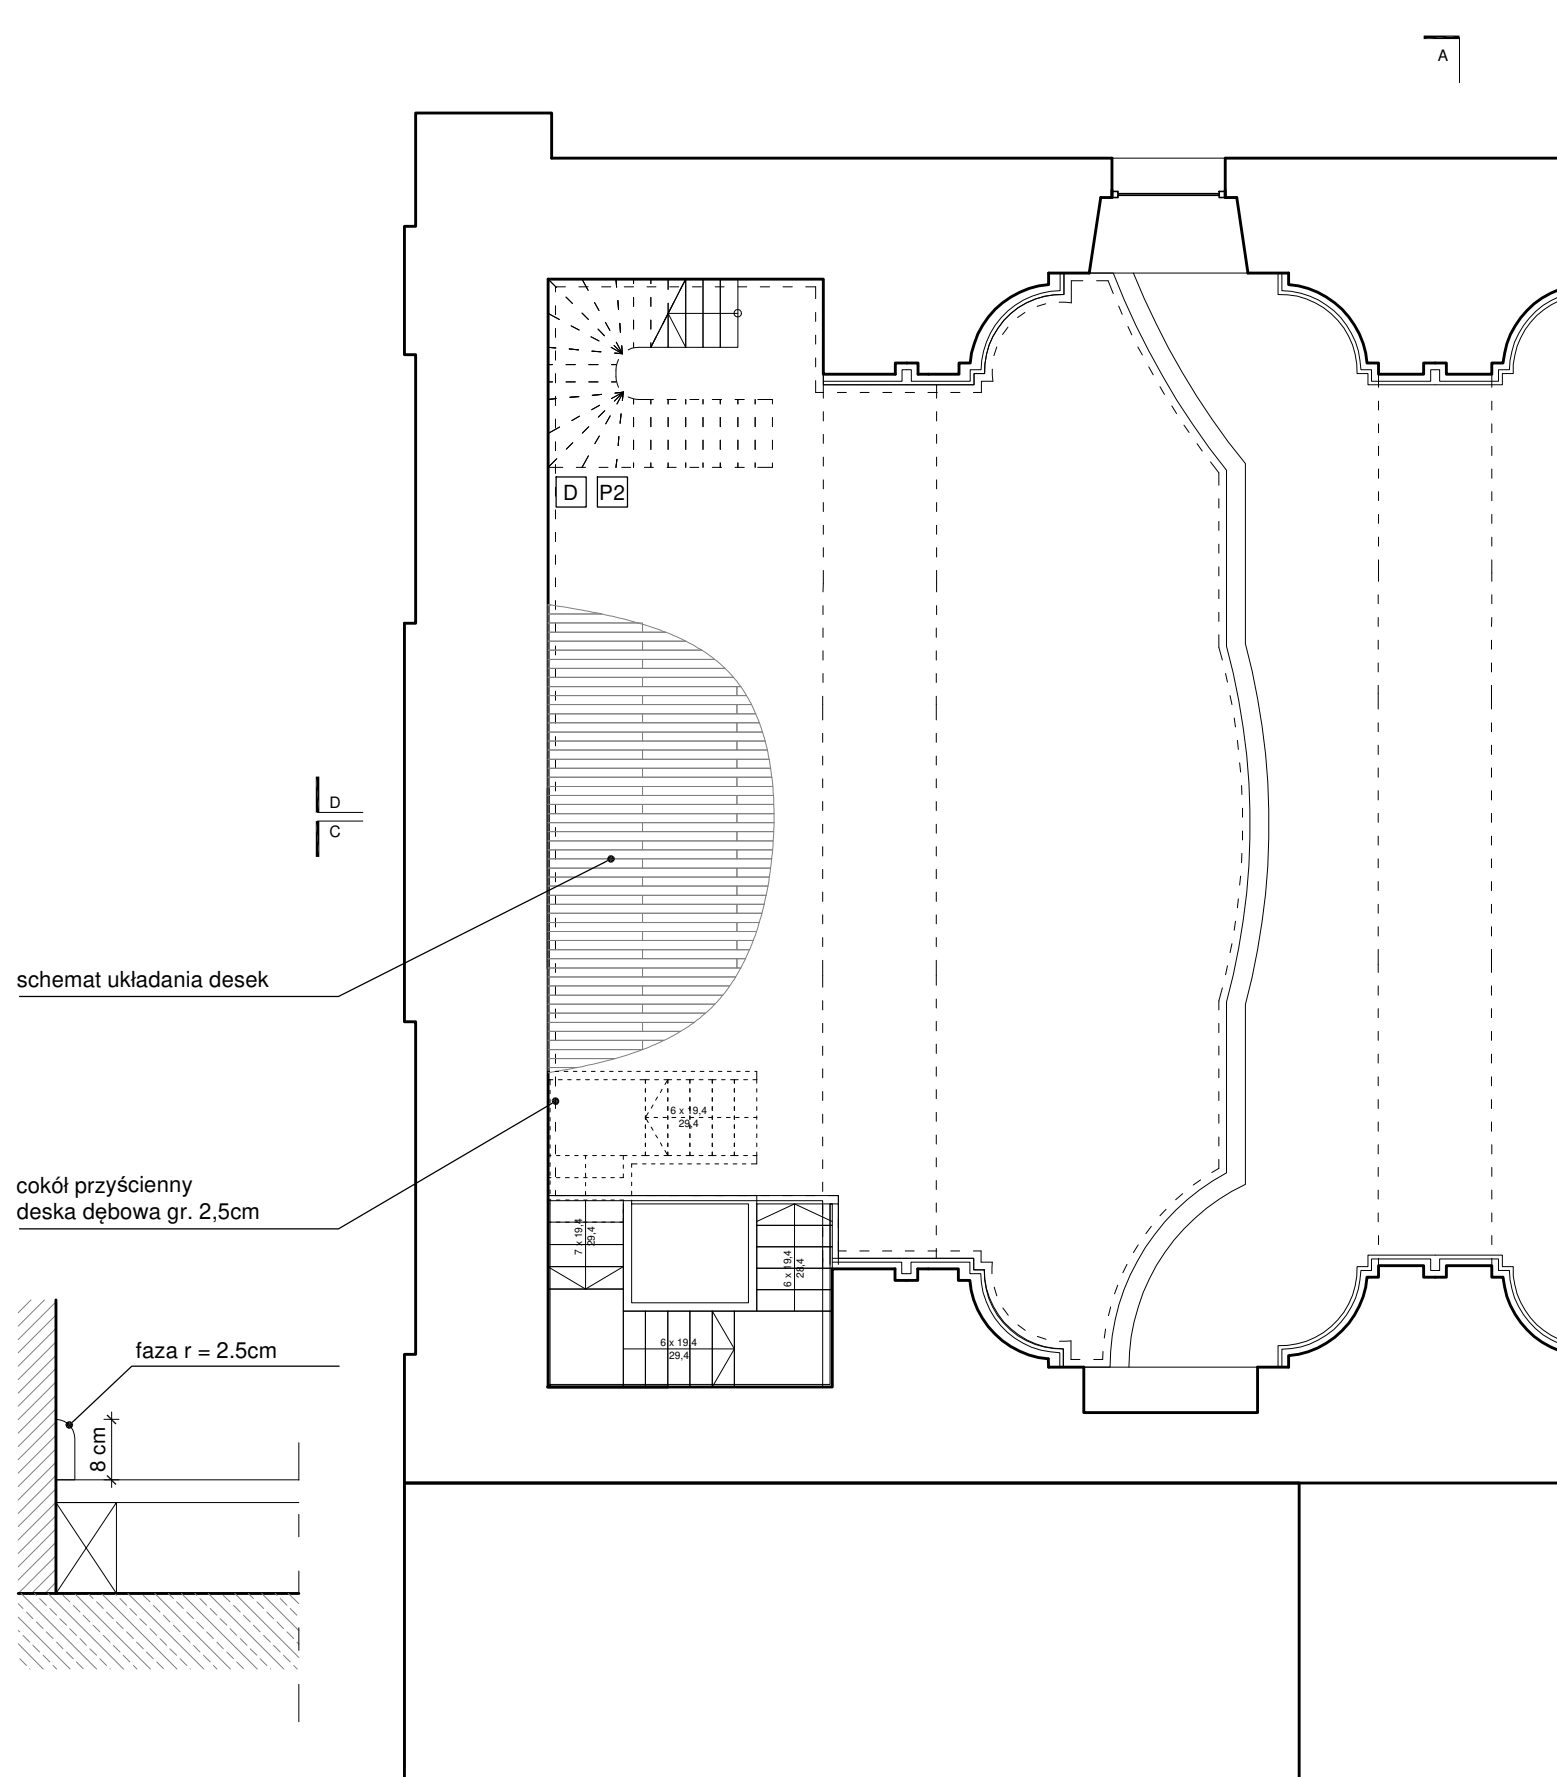 A
D P2
D
C
schemat układania desek
6 x 19,4
29,4
cokół przyścienny
deska dębowa gr. 2,5cm
7 x 19,4
29,4
6 x 19,4
28,4
6 x 19,4
29,4
faza r = 2.5cm
8 cm